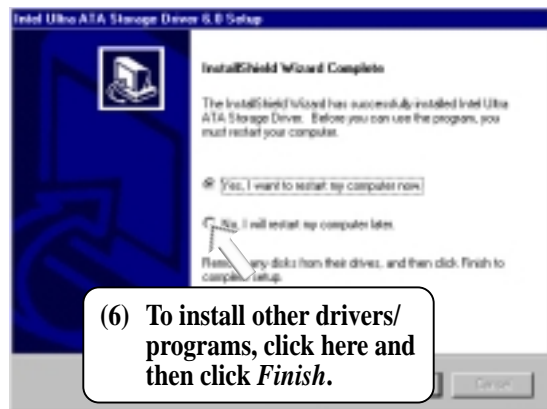 Intel Ultra ATA Storage Driver 6.0 Setup
InstallShield Wizard Complete
The InstallShield Wizard has successfully installed Intel Ultra
ATA Storage Driver. Before you can use the program, you
must restart your computer.
Yes, I want to restart my computer now.
No, I will restart my computer later.
any disks from their drives, and then click Finish to
setup.
(6) To install other drivers/
programs, click here and
then click Finish.
Cancel